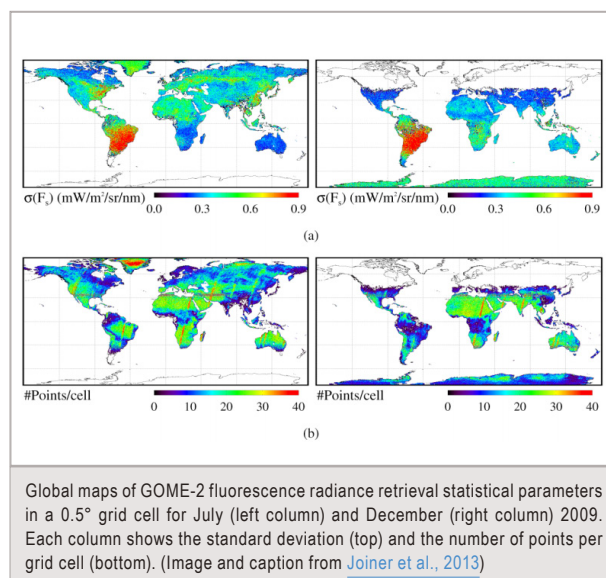 σ(Fs) (mW/m²/sr/nm) 0.0 0.3 0.6 0.9 σ(Fs) (mW/m²/sr/nm) 0.0 0.3 0.6 0.9
(a)
#Points/cell 0 10 20 30 40 #Points/cell 0 10 20 30 40
(b)
Global maps of GOME-2 fluorescence radiance retrieval statistical parameters
in a 0.5° grid cell for July (left column) and December (right column) 2009.
Each column shows the standard deviation (top) and the number of points per
grid cell (bottom). (Image and caption from Joiner et al., 2013)